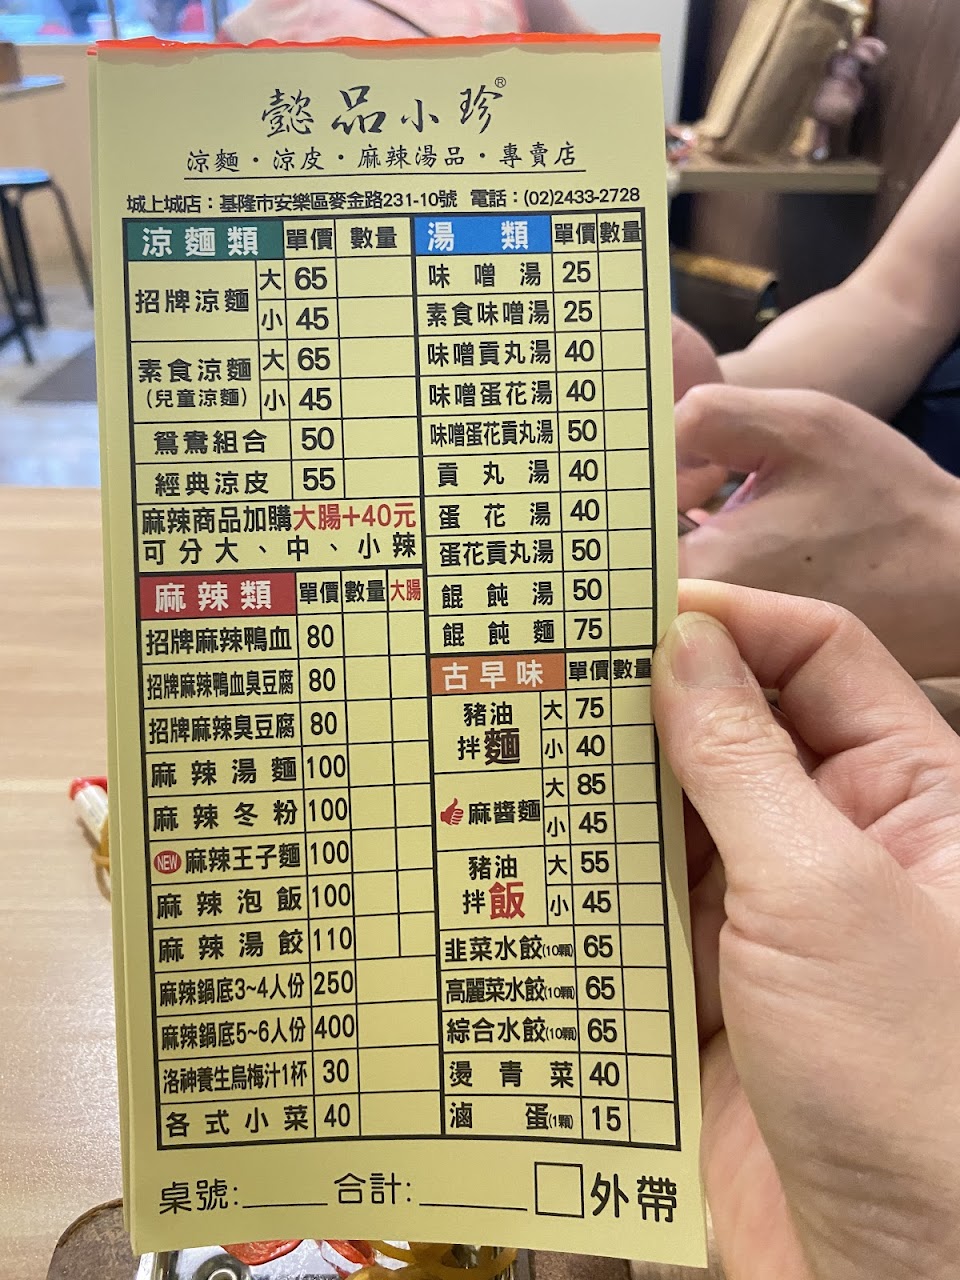 懿品小珍®
涼麵・涼皮・麻辣湯品・專賣店
城上城店：基隆市安樂區麥金路231-10號 電話：(02)2433-2728
涼麵類 單價 數量
招牌涼麵 大 65
小 45
素食涼麵 大 65
(兒童涼麵) 小 45
鴛鴦組合 50
經典涼皮 55
麻辣商品加購大腸+40元
可分大、中、小辣
麻辣類 單價 數量 大腸
招牌麻辣鴨血 80
招牌麻辣鴨血臭豆腐 80
招牌麻辣臭豆腐 80
麻辣湯麵 100
麻辣冬粉 100
NEW 麻辣王子麵 100
麻辣泡飯 100
麻辣湯餃 110
麻辣鍋底3~4人份 250
麻辣鍋底5~6人份 400
洛神養生烏梅汁1杯 30
各式小菜 40
湯類 單價 數量
味噌湯 25
素食味噌湯 25
味噌貢丸湯 40
味噌蛋花湯 40
味噌蛋花貢丸湯 50
貢丸湯 40
蛋花湯 40
蛋花貢丸湯 50
餛飩湯 50
餛飩麵 75
古早味 單價 數量
豬油 大 75
拌麵 小 40
麻醬麵 大 85
小 45
豬油 大 55
拌飯 小 45
韭菜水餃(10顆) 65
高麗菜水餃(10顆) 65
綜合水餃(10顆) 65
燙青菜 40
滷蛋(1顆) 15
桌號:_____ 合計:______ □外帶